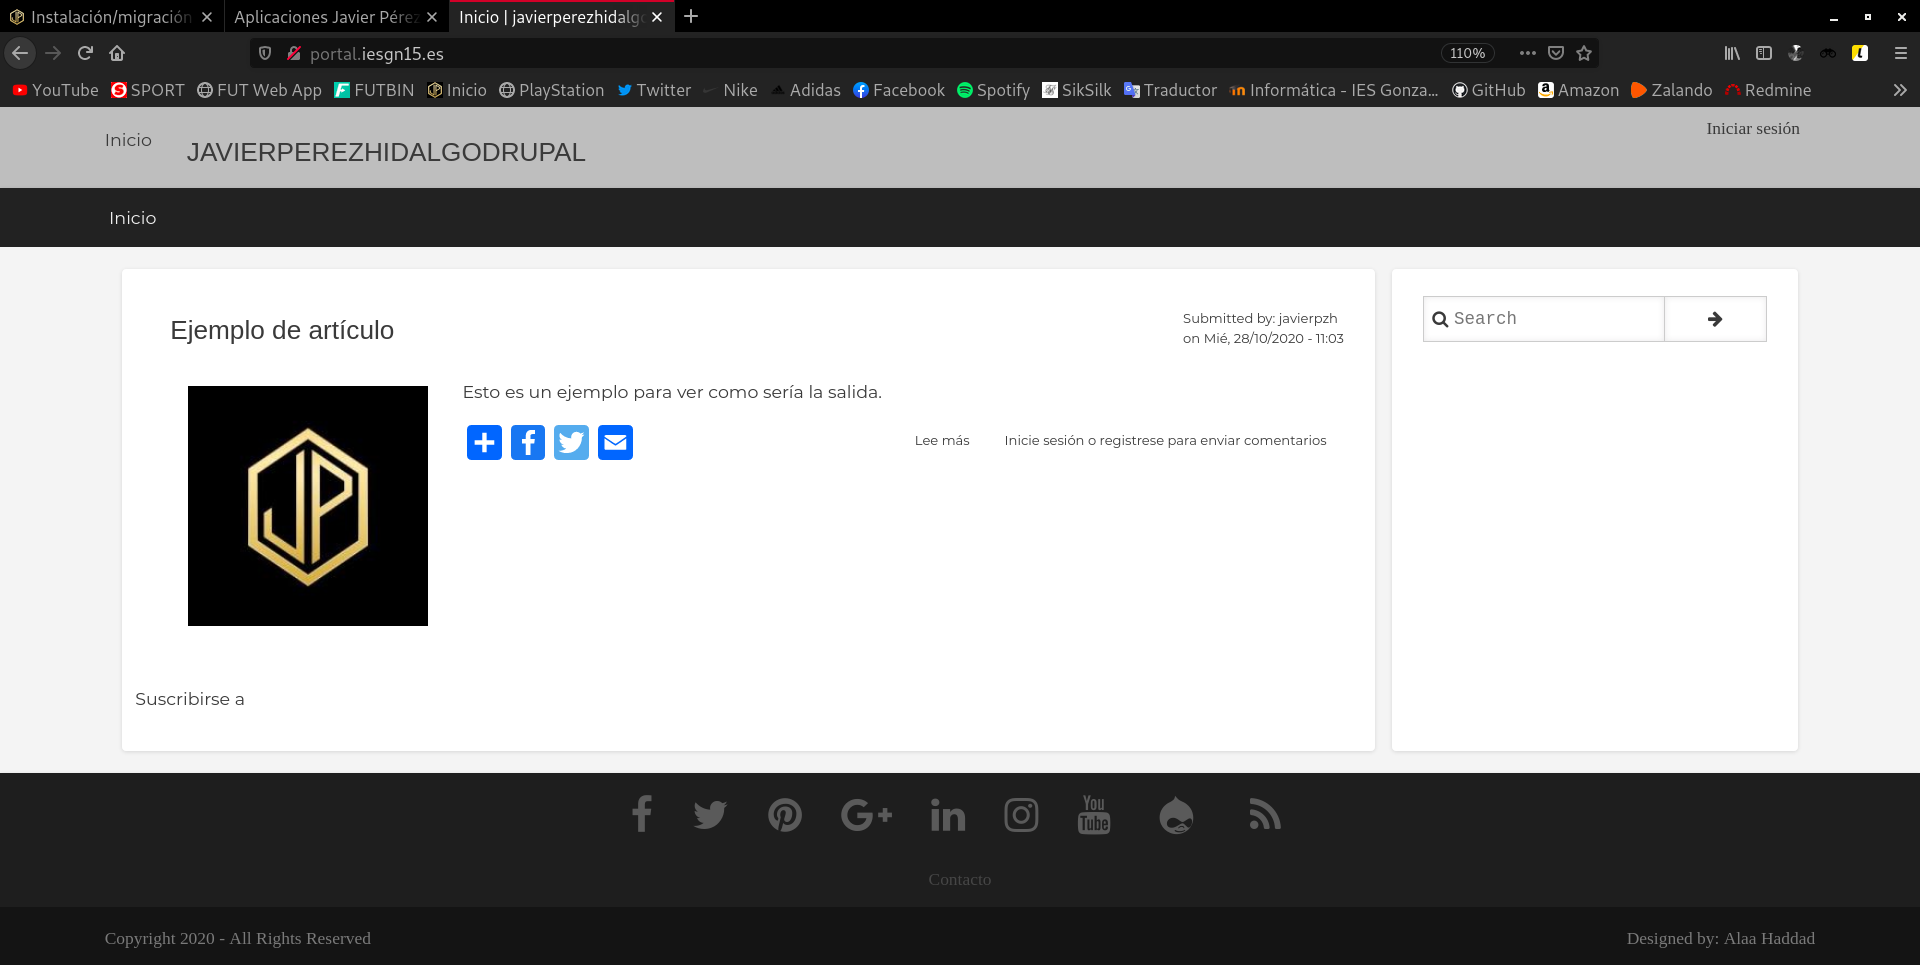 Instalación/migración
Aplicaciones Javier Pérez
Inicio | javierperezhidalgo
portal.iesgn15.es
110%
YouTube SPORT FUT Web App FUTBIN Inicio PlayStation Twitter Nike Adidas Facebook Spotify SikSilk Traductor Informática - IES Gonza... GitHub Amazon Zalando Redmine
Inicio
JAVIERPEREZHIDALGODRUPAL
Iniciar sesión
Inicio
Ejemplo de artículo
Submitted by: javierpzh
on Mié, 28/10/2020 - 11:03
Search
JP
Esto es un ejemplo para ver como sería la salida.
Lee más
Inicie sesión o registrese para enviar comentarios
Suscribirse a
You
Tube
Contacto
Copyright 2020 - All Rights Reserved
Designed by: Alaa Haddad